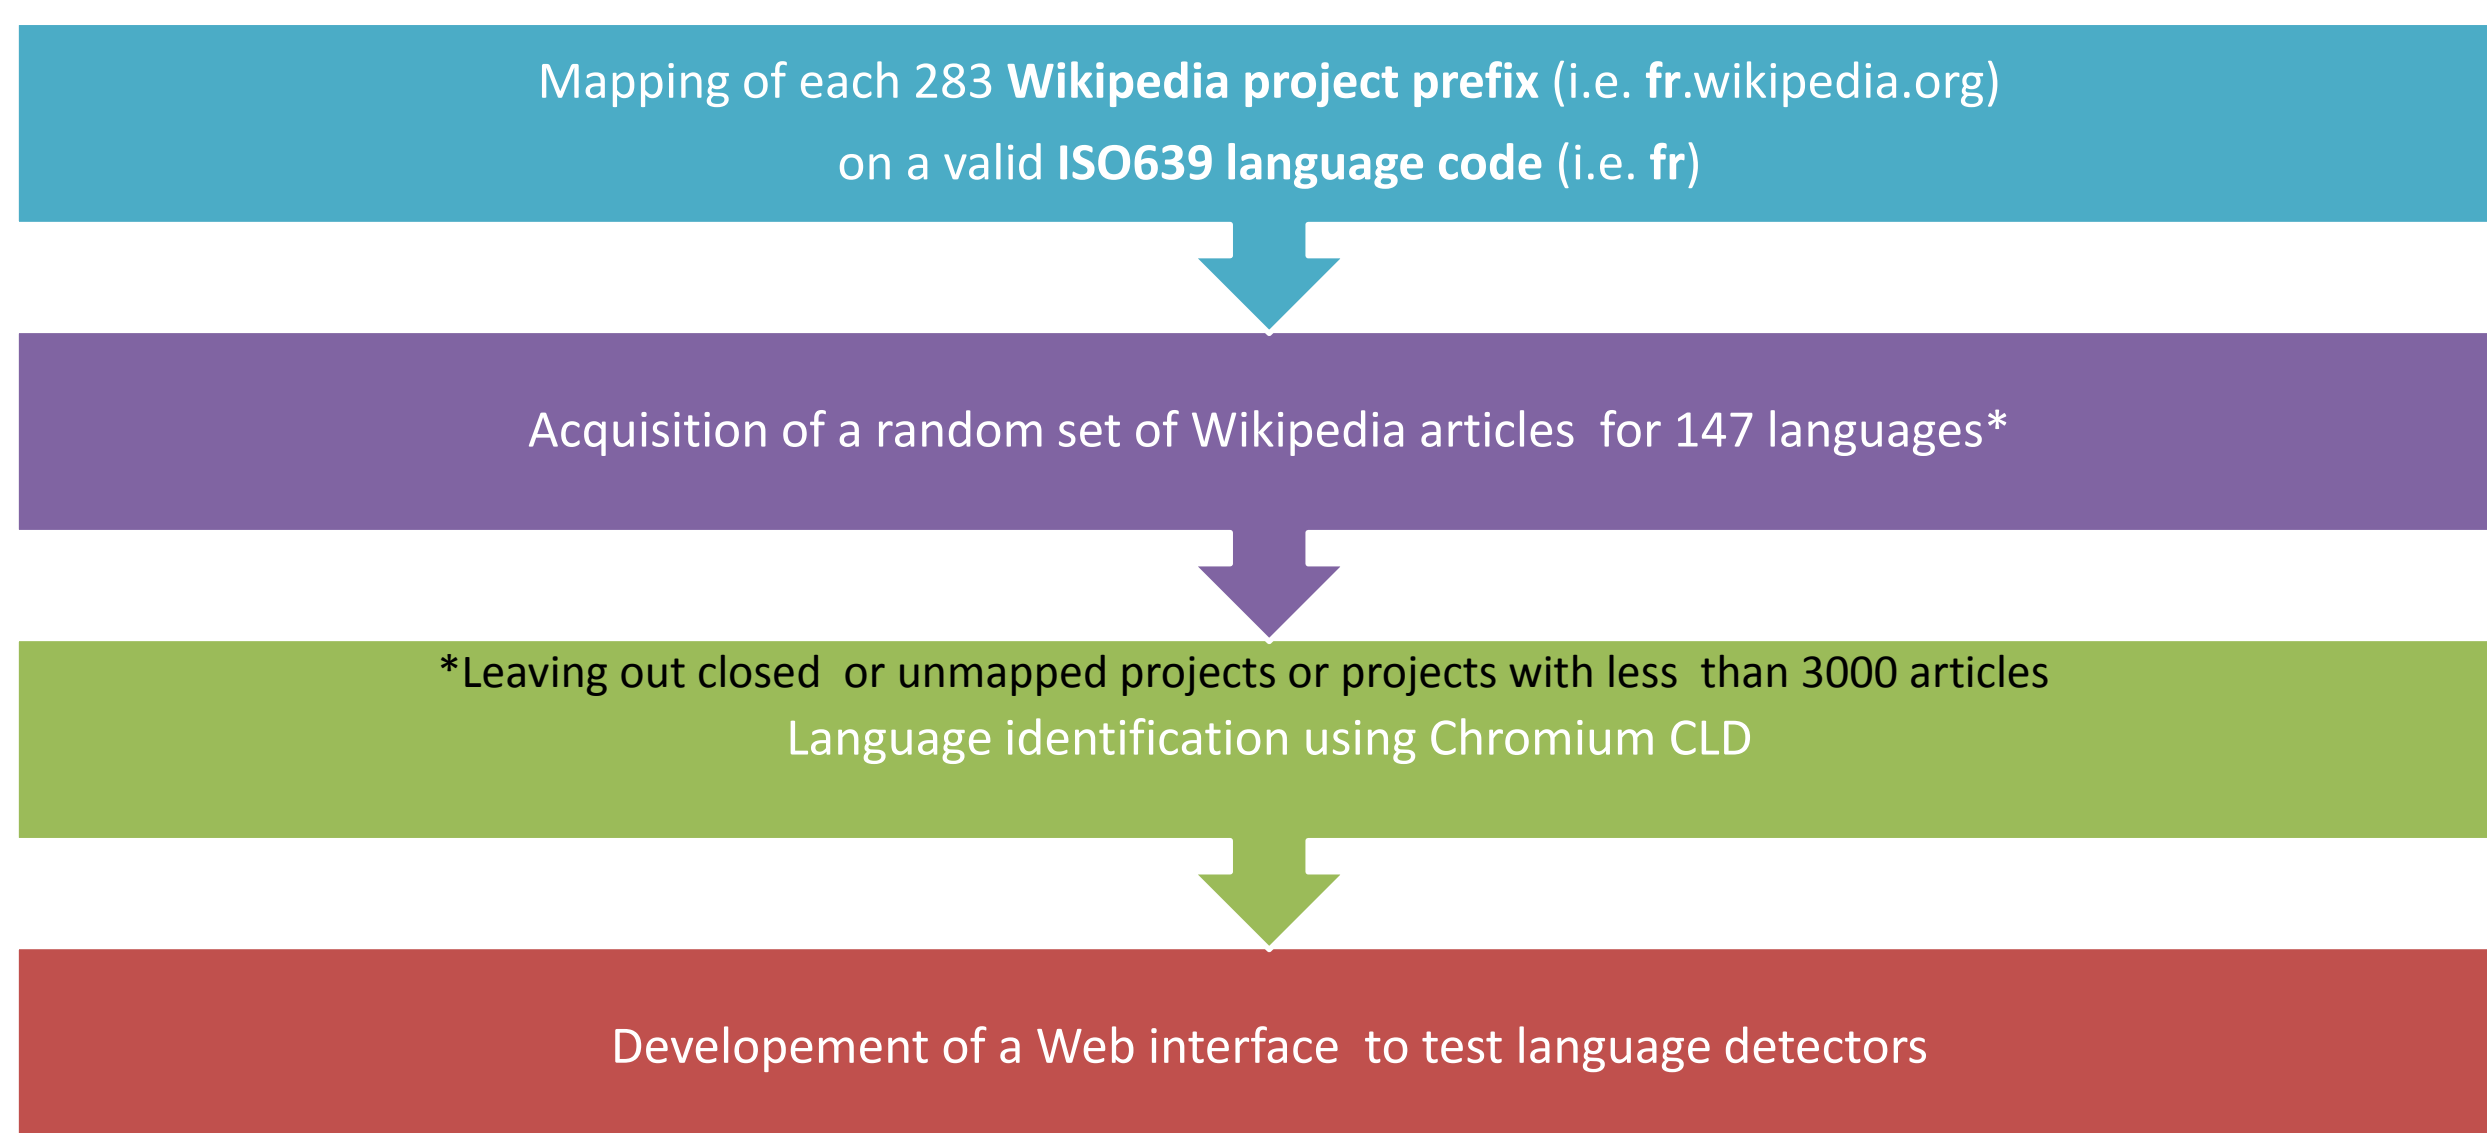 Mapping of each 283 Wikipedia project prefix (i.e. fr.wikipedia.org)
on a valid ISO639 language code (i.e. fr)
Acquisition of a random set of Wikipedia articles  for 147 languages*
*Leaving out closed  or unmapped projects or projects with less  than 3000 articles
Language identification using Chromium CLD
Developement of a Web interface  to test language detectors